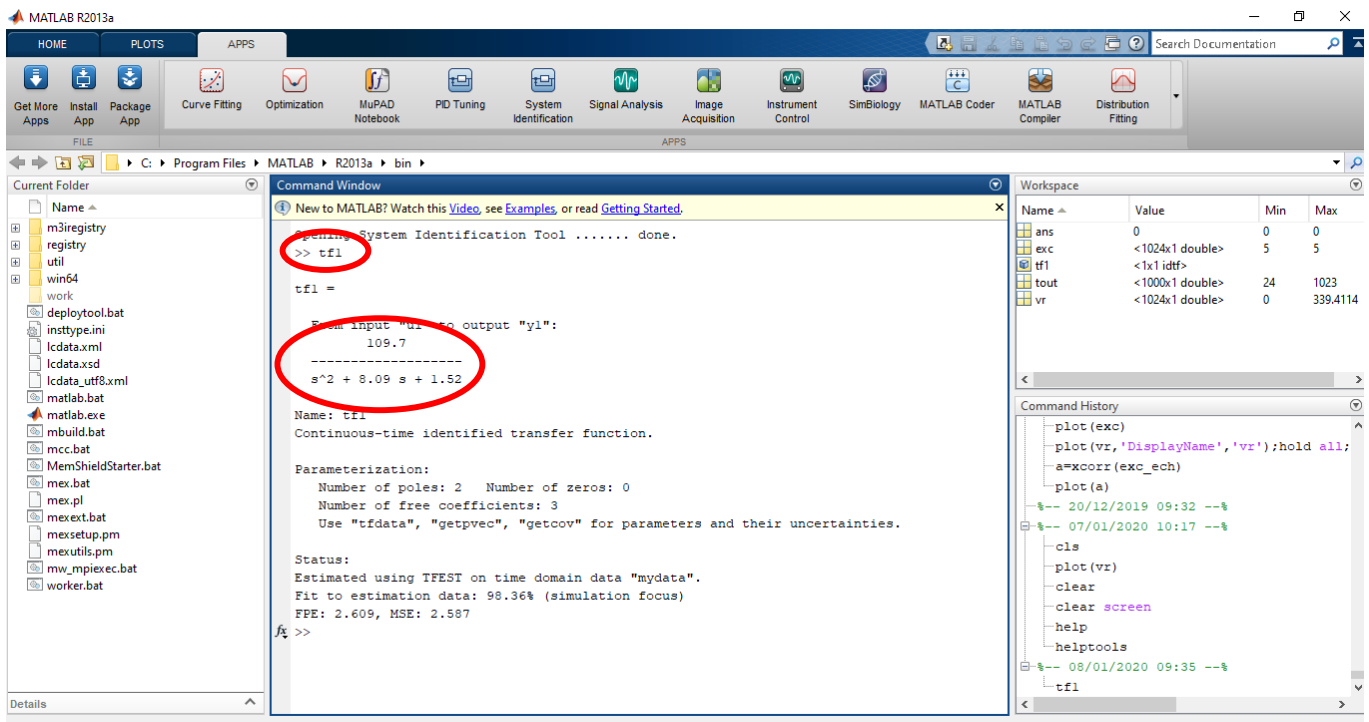 MATLAB R2013a
HOME PLOTS APPS
Search Documentation
Get More Apps
Install App
Package App
Curve Fitting
Optimization
MuPAD Notebook
PID Tuning
System Identification
Signal Analysis
Image Acquisition
Instrument Control
SimBiology
MATLAB Coder
MATLAB Compiler
Distribution Fitting
FILE
APPS
C: Program Files MATLAB R2013a bin
Current Folder
Name
m3iregistry
registry
util
win64
work
deploytool.bat
insttype.ini
lcdata.xml
lcdata.xsd
lcdata_utf8.xml
matlab.bat
matlab.exe
mbuild.bat
mcc.bat
MemShieldStarter.bat
mex.bat
mex.pl
mexext.bat
mexsetup.pm
mexutils.pm
mw_mpiexec.bat
worker.bat
Details
Command Window
New to MATLAB? Watch this Video, see Examples, or read Getting Started.
Opening System Identification Tool ....... done.
>> tf1
tf1 =
From input "u1" to output "y1":
109.7
-------------------
s^2 + 8.09 s + 1.52
Name: tf1
Continuous-time identified transfer function.
Parameterization:
Number of poles: 2 Number of zeros: 0
Number of free coefficients: 3
Use "tfdata", "getpvec", "getcov" for parameters and their uncertainties.
Status:
Estimated using TFEST on time domain data "mydata".
Fit to estimation data: 98.36% (simulation focus)
FPE: 2.609, MSE: 2.587
fx >>
Workspace
Name Value Min Max
ans 0 0 0
exc <1024x1 double> 5 5
tf1 <1x1 idtf>
tout <1000x1 double> 24 1023
vr <1024x1 double> 0 339.4114
Command History
plot(exc)
plot(vr,'DisplayName','vr');hold all;
a=xcorr(exc_ech)
plot(a)
%-- 20/12/2019 09:32 --%
%-- 07/01/2020 10:17 --%
cls
plot(vr)
clear
clear screen
help
helptools
%-- 08/01/2020 09:35 --%
tf1